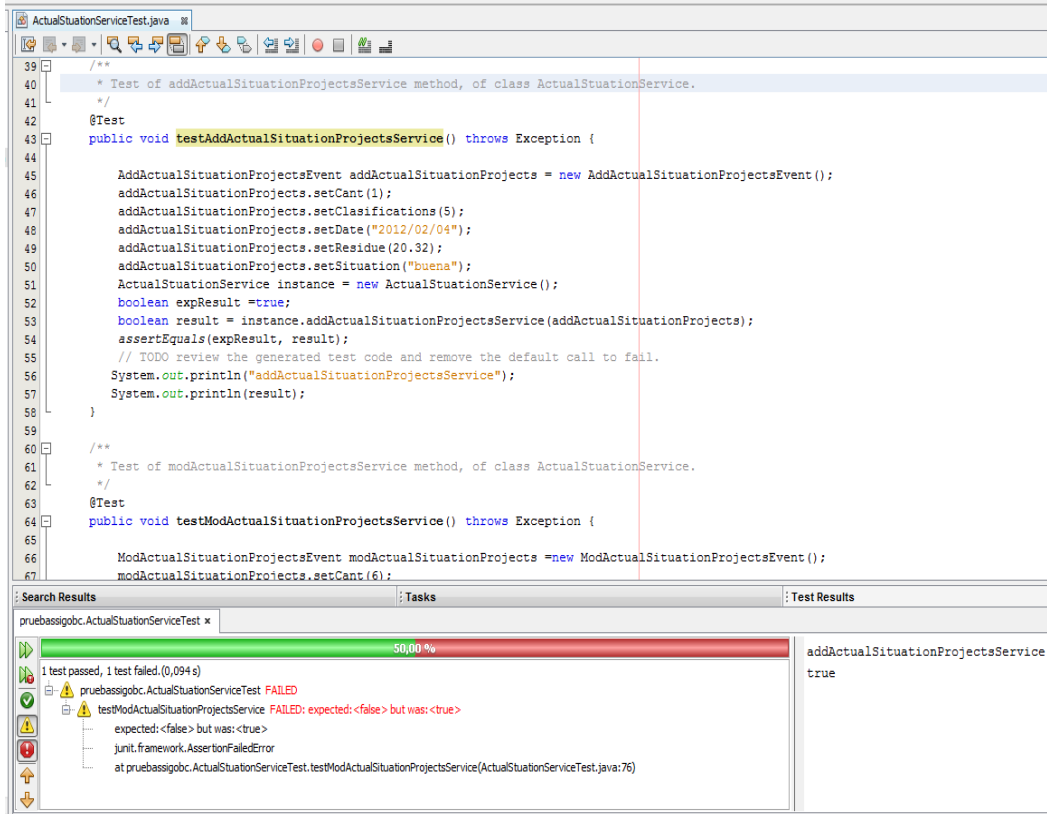 ActualStuationServiceTest.java
39 /**
40 * Test of addActualSituationProjectsService method, of class ActualStuationService.
41 */
42 @Test
43 public void testAddActualSituationProjectsService() throws Exception {
44
45 AddActualSituationProjectsEvent addActualSituationProjects = new AddActualSituationProjectsEvent();
46 addActualSituationProjects.setCant(1);
47 addActualSituationProjects.setClasifications(5);
48 addActualSituationProjects.setDate("2012/02/04");
49 addActualSituationProjects.setResidue(20.32);
50 addActualSituationProjects.setSituation("buena");
51 ActualStuationService instance = new ActualStuationService();
52 boolean expResult =true;
53 boolean result = instance.addActualSituationProjectsService(addActualSituationProjects);
54 assertEquals(expResult, result);
55 // TODO review the generated test code and remove the default call to fail.
56 System.out.println("addActualSituationProjectsService");
57 System.out.println(result);
58 }
59
60 /**
61 * Test of modActualSituationProjectsService method, of class ActualStuationService.
62 */
63 @Test
64 public void testModActualSituationProjectsService() throws Exception {
65
66 ModActualSituationProjectsEvent modActualSituationProjects =new ModActualSituationProjectsEvent();
67 modActualSituationProjects.setCant(6);
Search Results
Tasks
Test Results
pruebassigobc.ActualStuationServiceTest
50,00 %
1 test passed, 1 test failed.(0,094 s)
pruebassigobc.ActualStuationServiceTest FAILED
testModActualSituationProjectsService FAILED: expected:<false> but was:<true>
expected:<false> but was:<true>
junit.framework.AssertionFailedError
at pruebassigobc.ActualStuationServiceTest.testModActualSituationProjectsService(ActualStuationServiceTest.java:76)
addActualSituationProjectsService
true